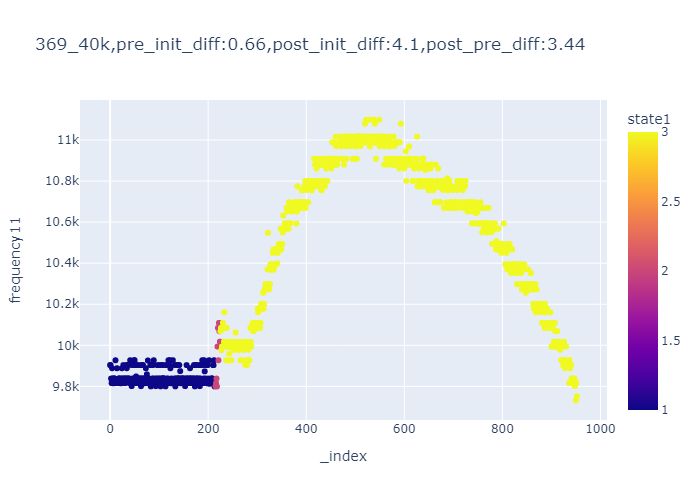 369_40k,pre_init_diff:0.66,post_init_diff:4.1,post_pre_diff:3.44
state1
3
2.5
2
1.5
1
frequency11
11k
10.8k
10.6k
10.4k
10.2k
10k
9.8k
0
200
400
600
800
1000
_index